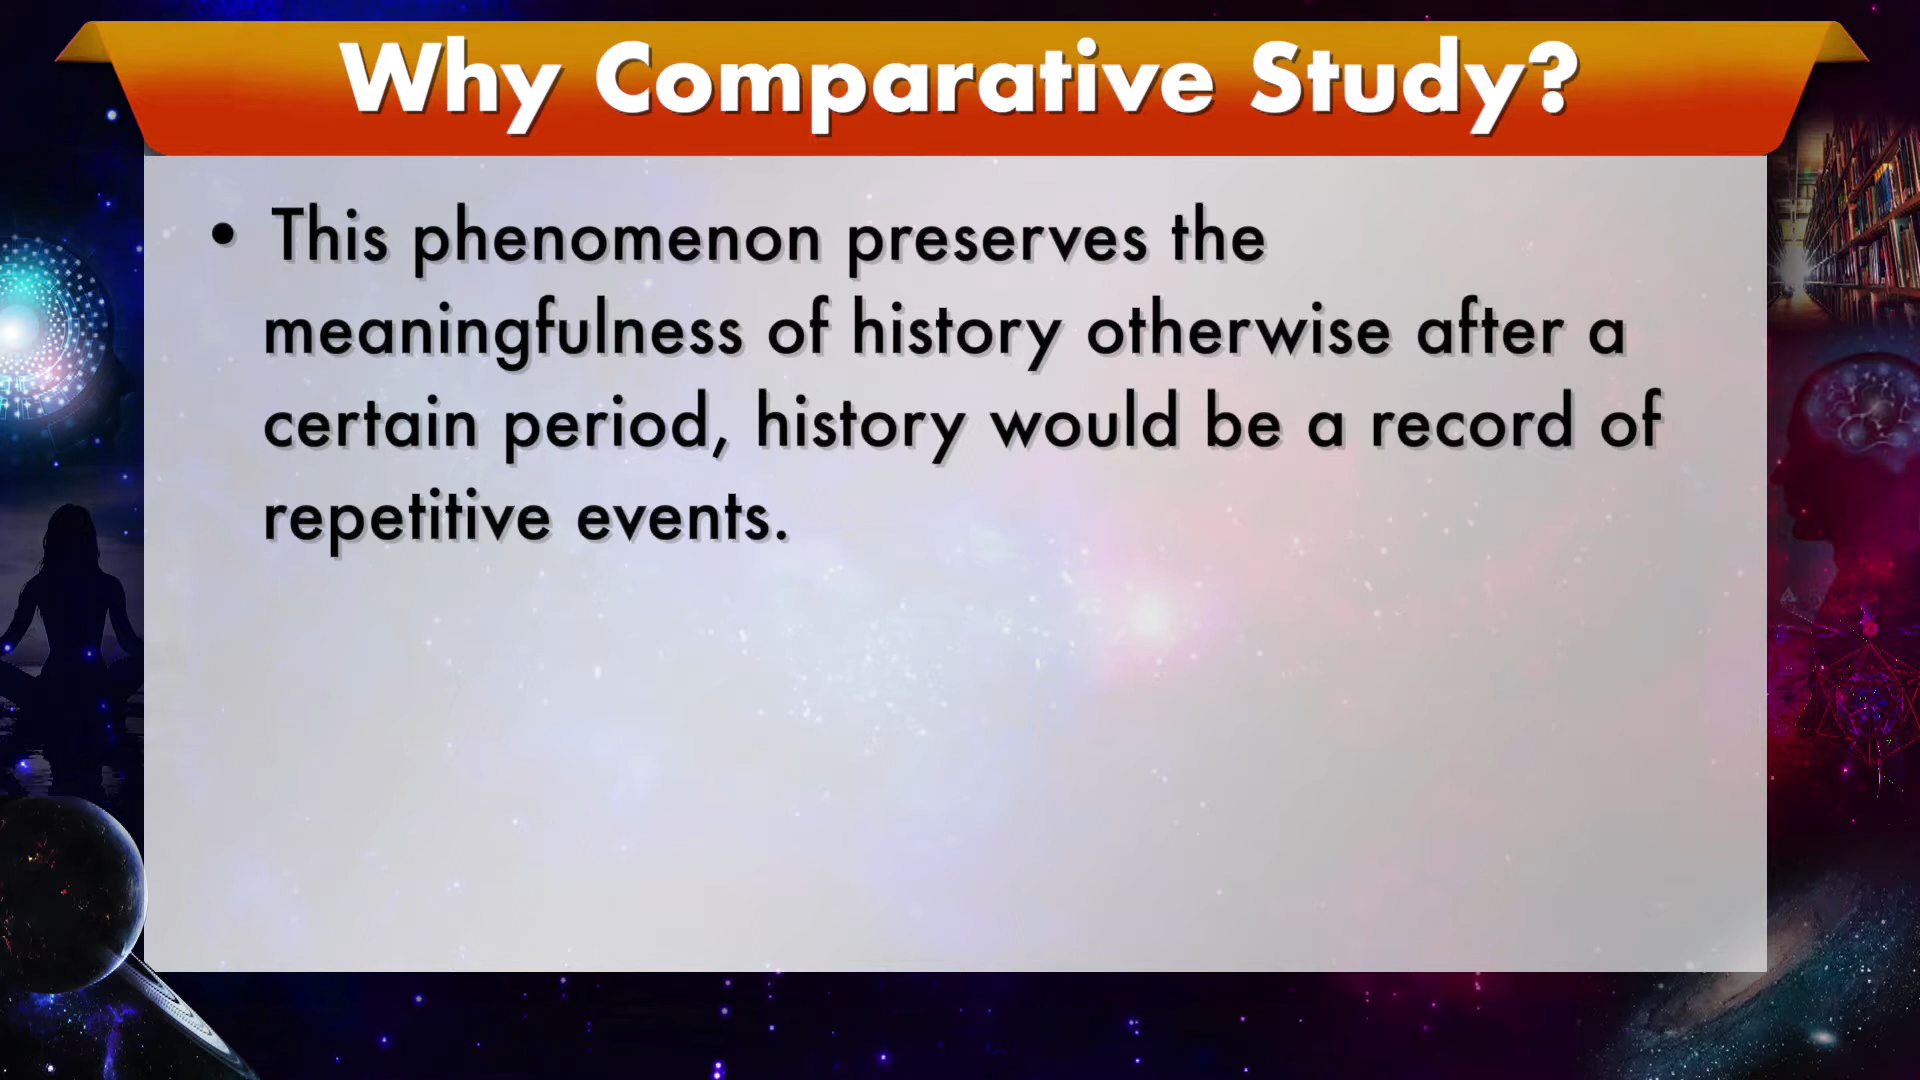 Why Comparative Study?
• This phenomenon preserves the
meaningfulness of history otherwise after a
certain period, history would be a record of
repetitive events.